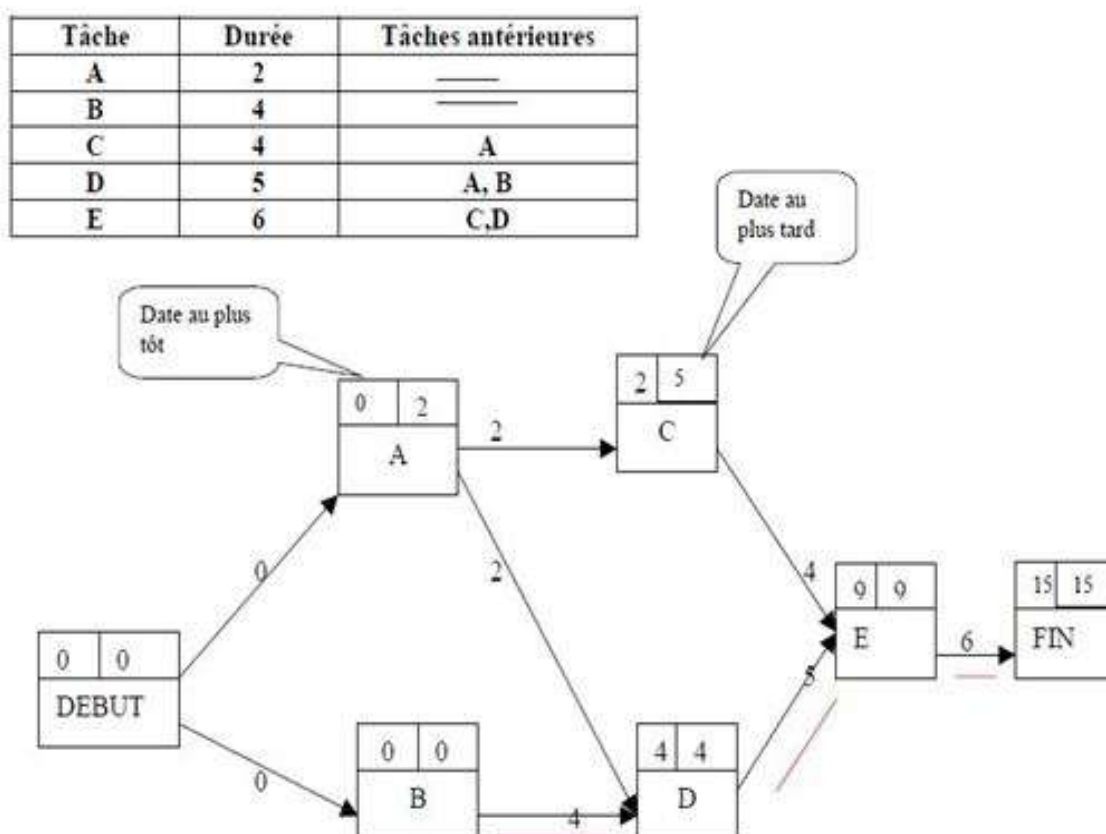 Tâche Durée Tâches antérieures
A 2
B 4
C 4 A
D 5 A, B
E 6 C,D
Date au
plus tard
Date au plus
tôt
2 5
C
0 2
A
2
0
2
4
9 9
E
6
15 15
FIN
0 0
DEBUT
5
0
0 0
B
4
4 4
D